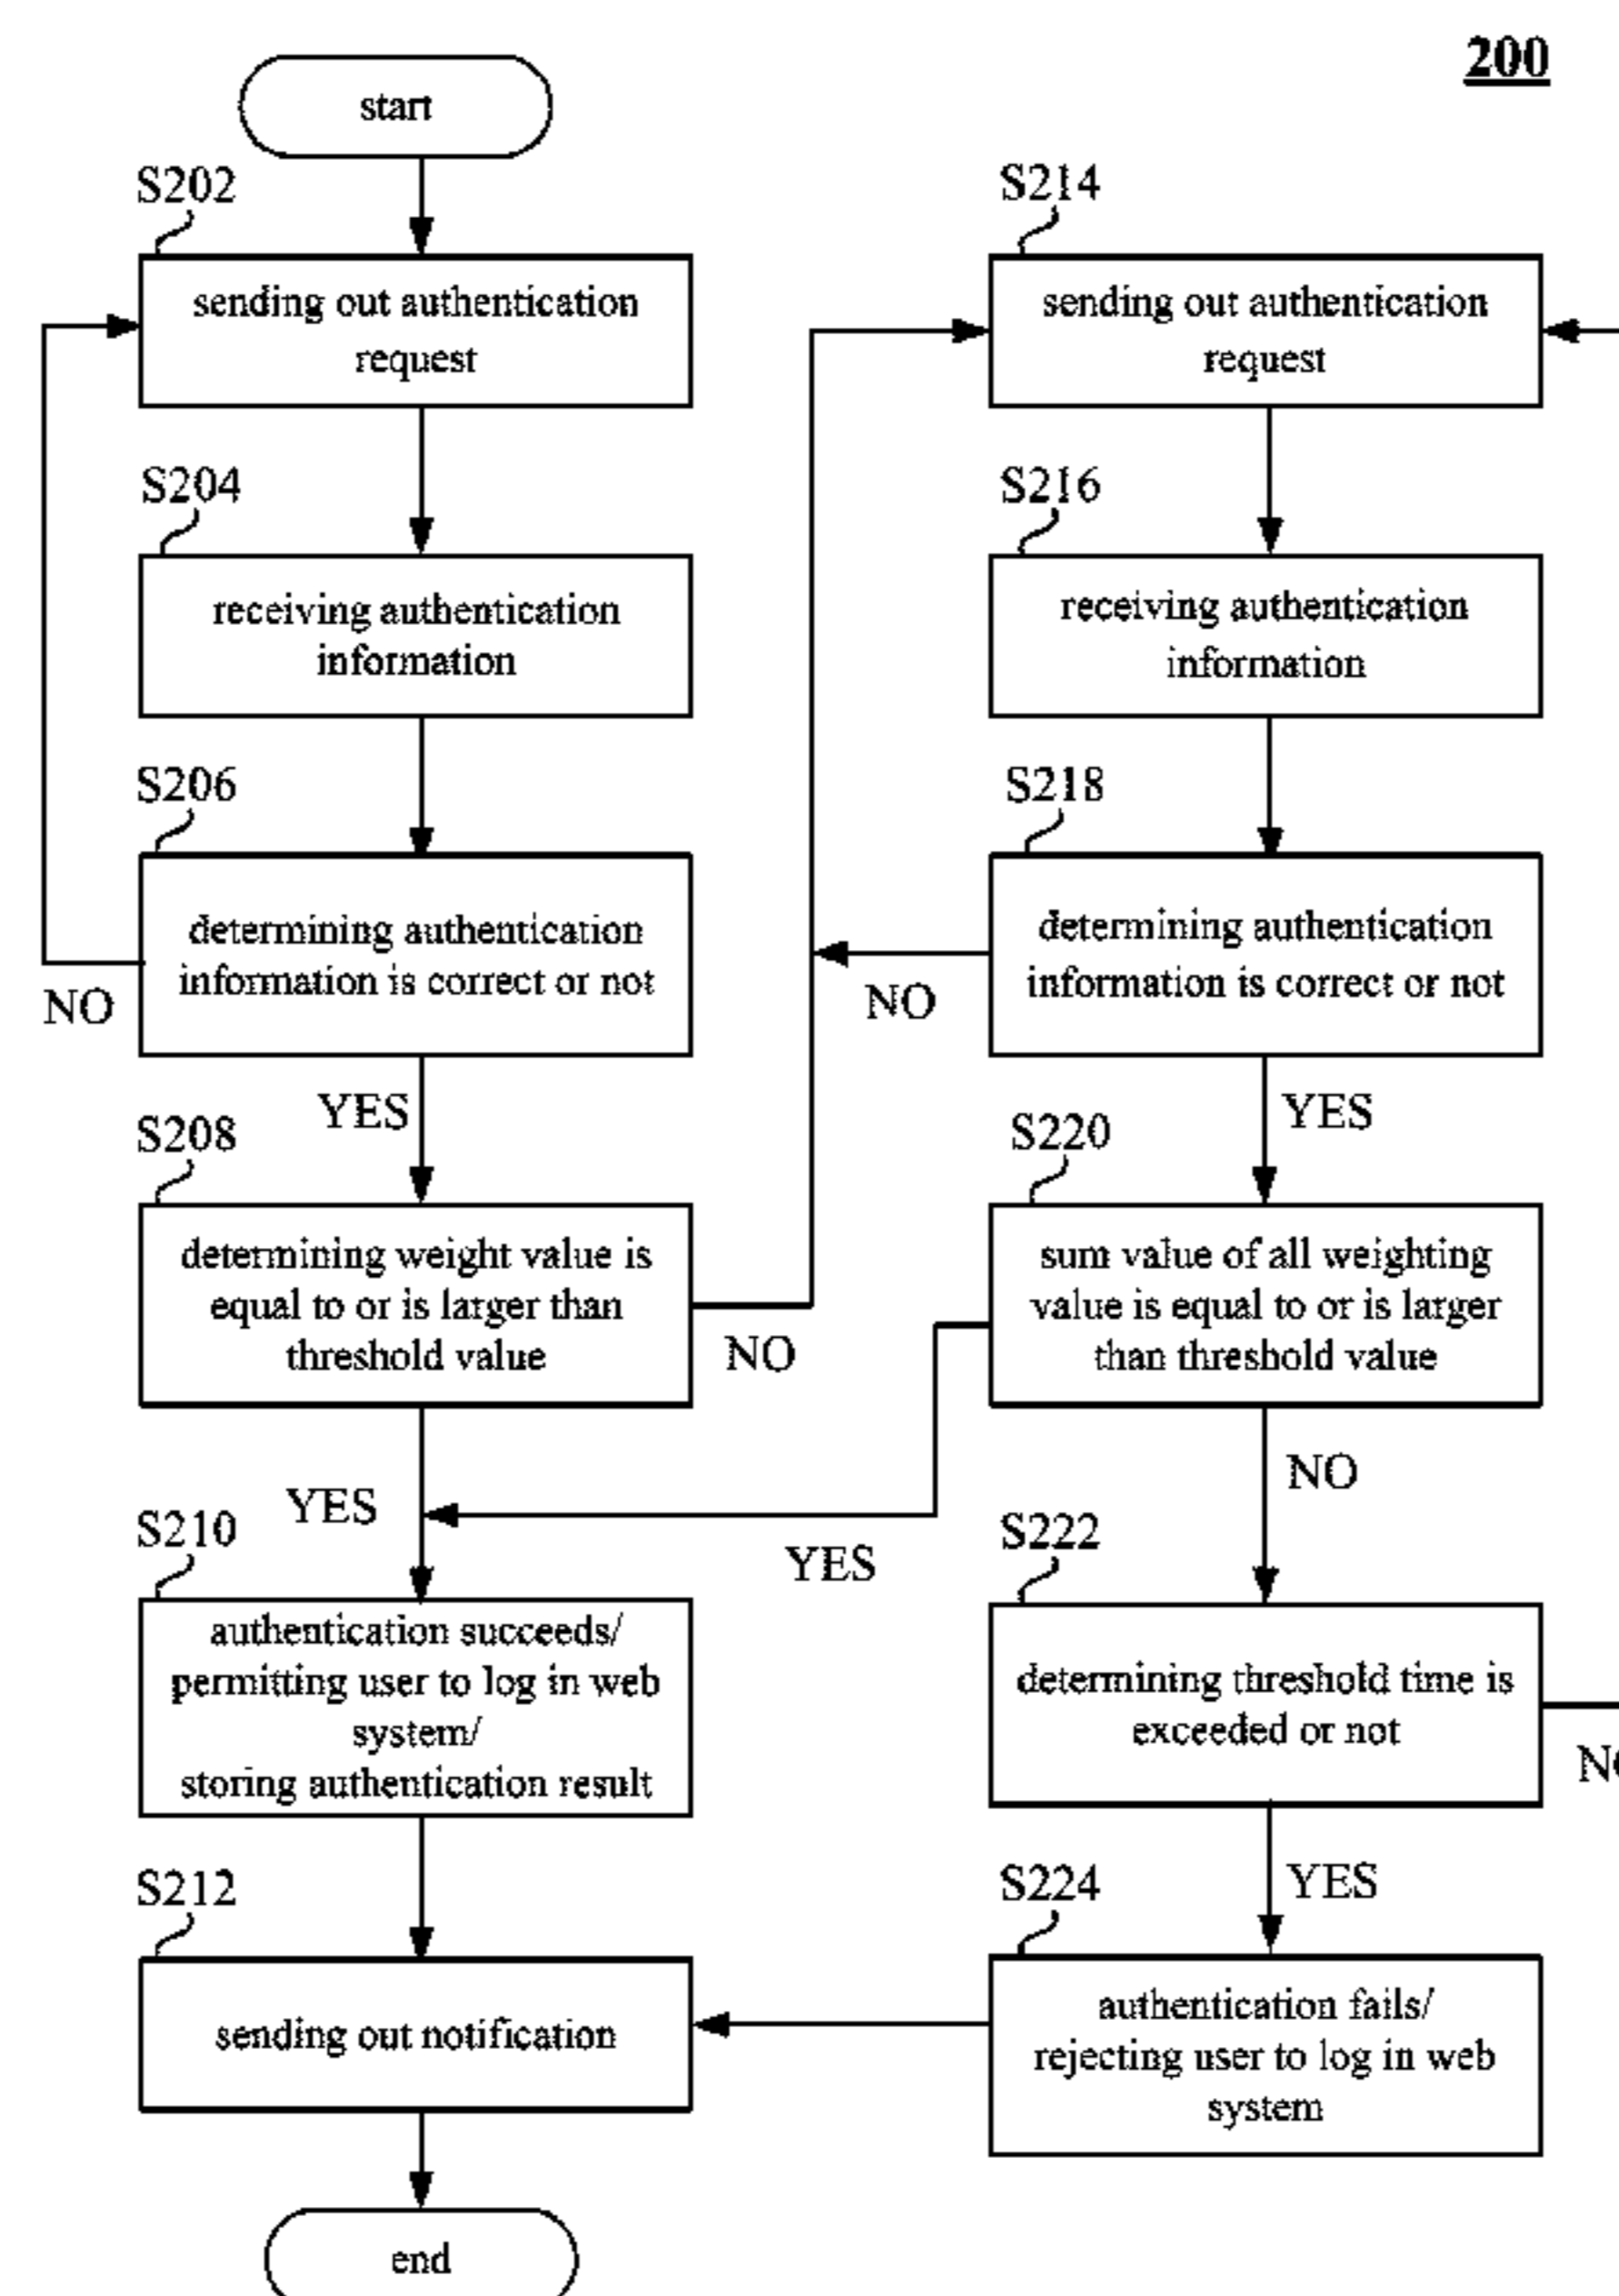 200
start
S202
sending out authentication
request
S204
receiving authentication
information
S206
determining authentication
information is correct or not
NO
YES
S208
determining weight value is
equal to or is larger than
threshold value
NO
YES
S210
authentication succeeds/
permitting user to log in web
system/
storing authentication result
S212
sending out notification
end
S214
sending out authentication
request
S216
receiving authentication
information
S218
determining authentication
information is correct or not
NO
YES
S220
sum value of all weighting
value is equal to or is larger
than threshold value
YES
NO
S222
determining threshold time is
exceeded or not
YES
S224
authentication fails/
rejecting user to log in web
system